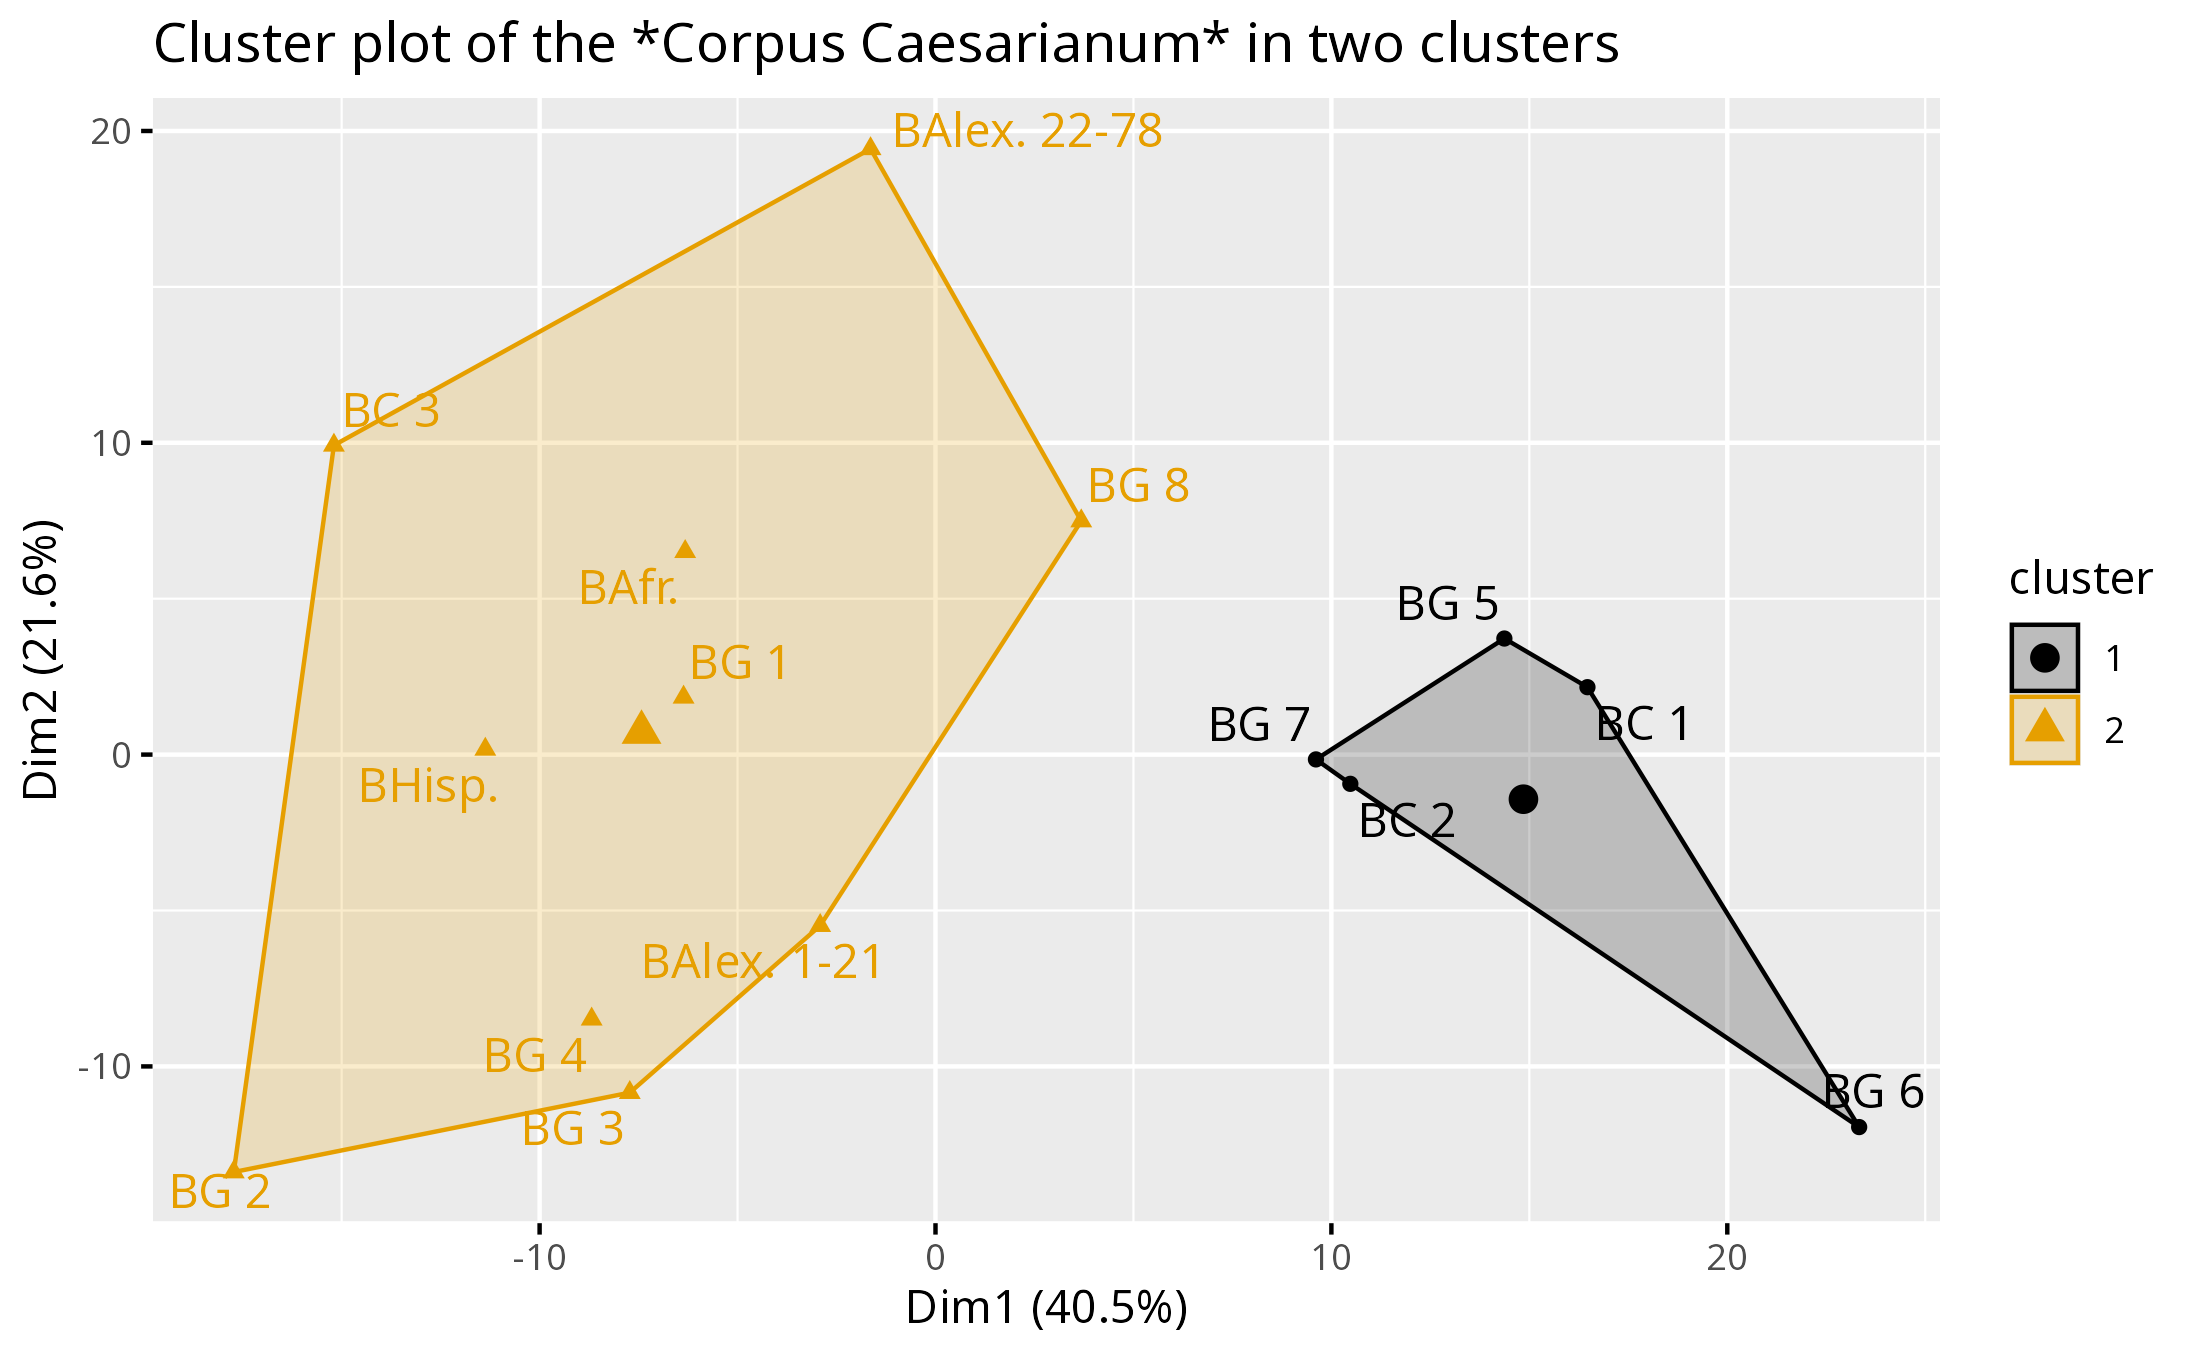 Cluster plot of the *Corpus Caesarianum* in two clusters
20
10
0
-10
Dim2 (21.6%)
BAlex. 22-78
BC 3
BG 8
BAfr.
BG 5
BG 1
BG 7
BC 1
BHisp.
BC 2
BAlex. 1-21
BG 4
BG 6
BG 3
BG 2
-10
0
10
20
Dim1 (40.5%)
cluster
1
2